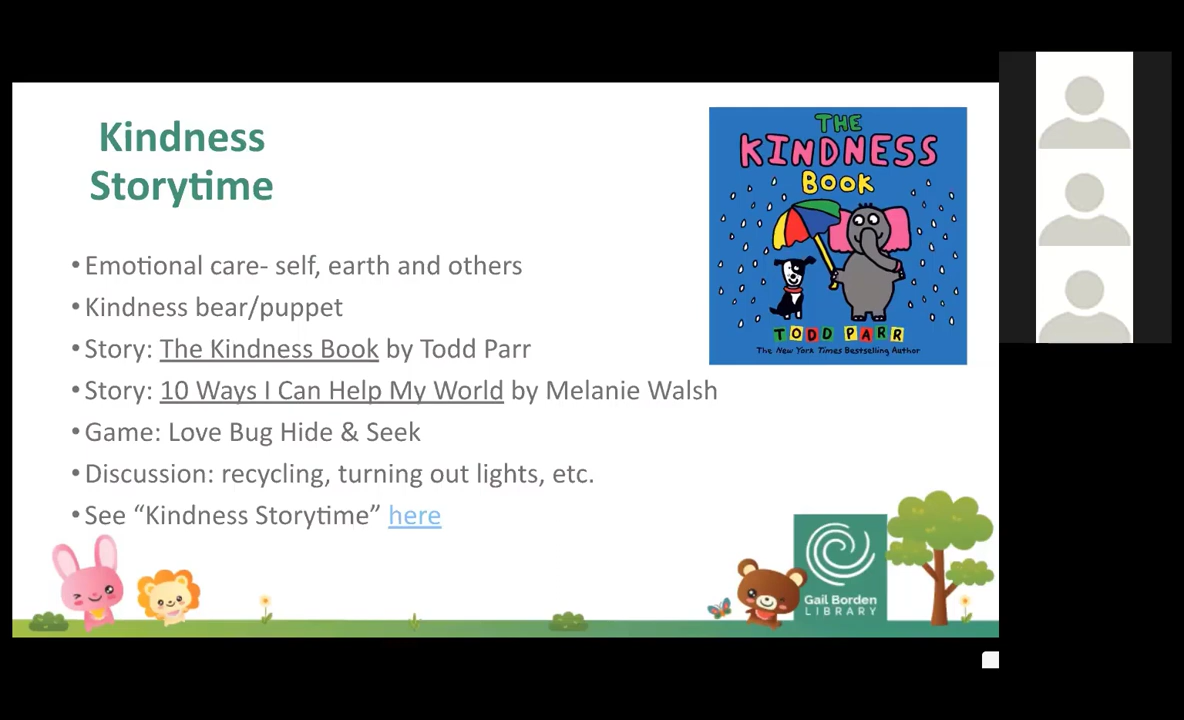 Kindness
Storytime
• Emotional care- self, earth and others
• Kindness bear/puppet
• Story: The Kindness Book by Todd Parr
• Story: 10 Ways I Can Help My World by Melanie Walsh
• Game: Love Bug Hide & Seek
• Discussion: recycling, turning out lights, etc.
• See “Kindness Storytime” here
THE
KINDNESS
BOOK
TODD PARR
The New York Times Bestselling Author
Gail Borden
LIBRARY